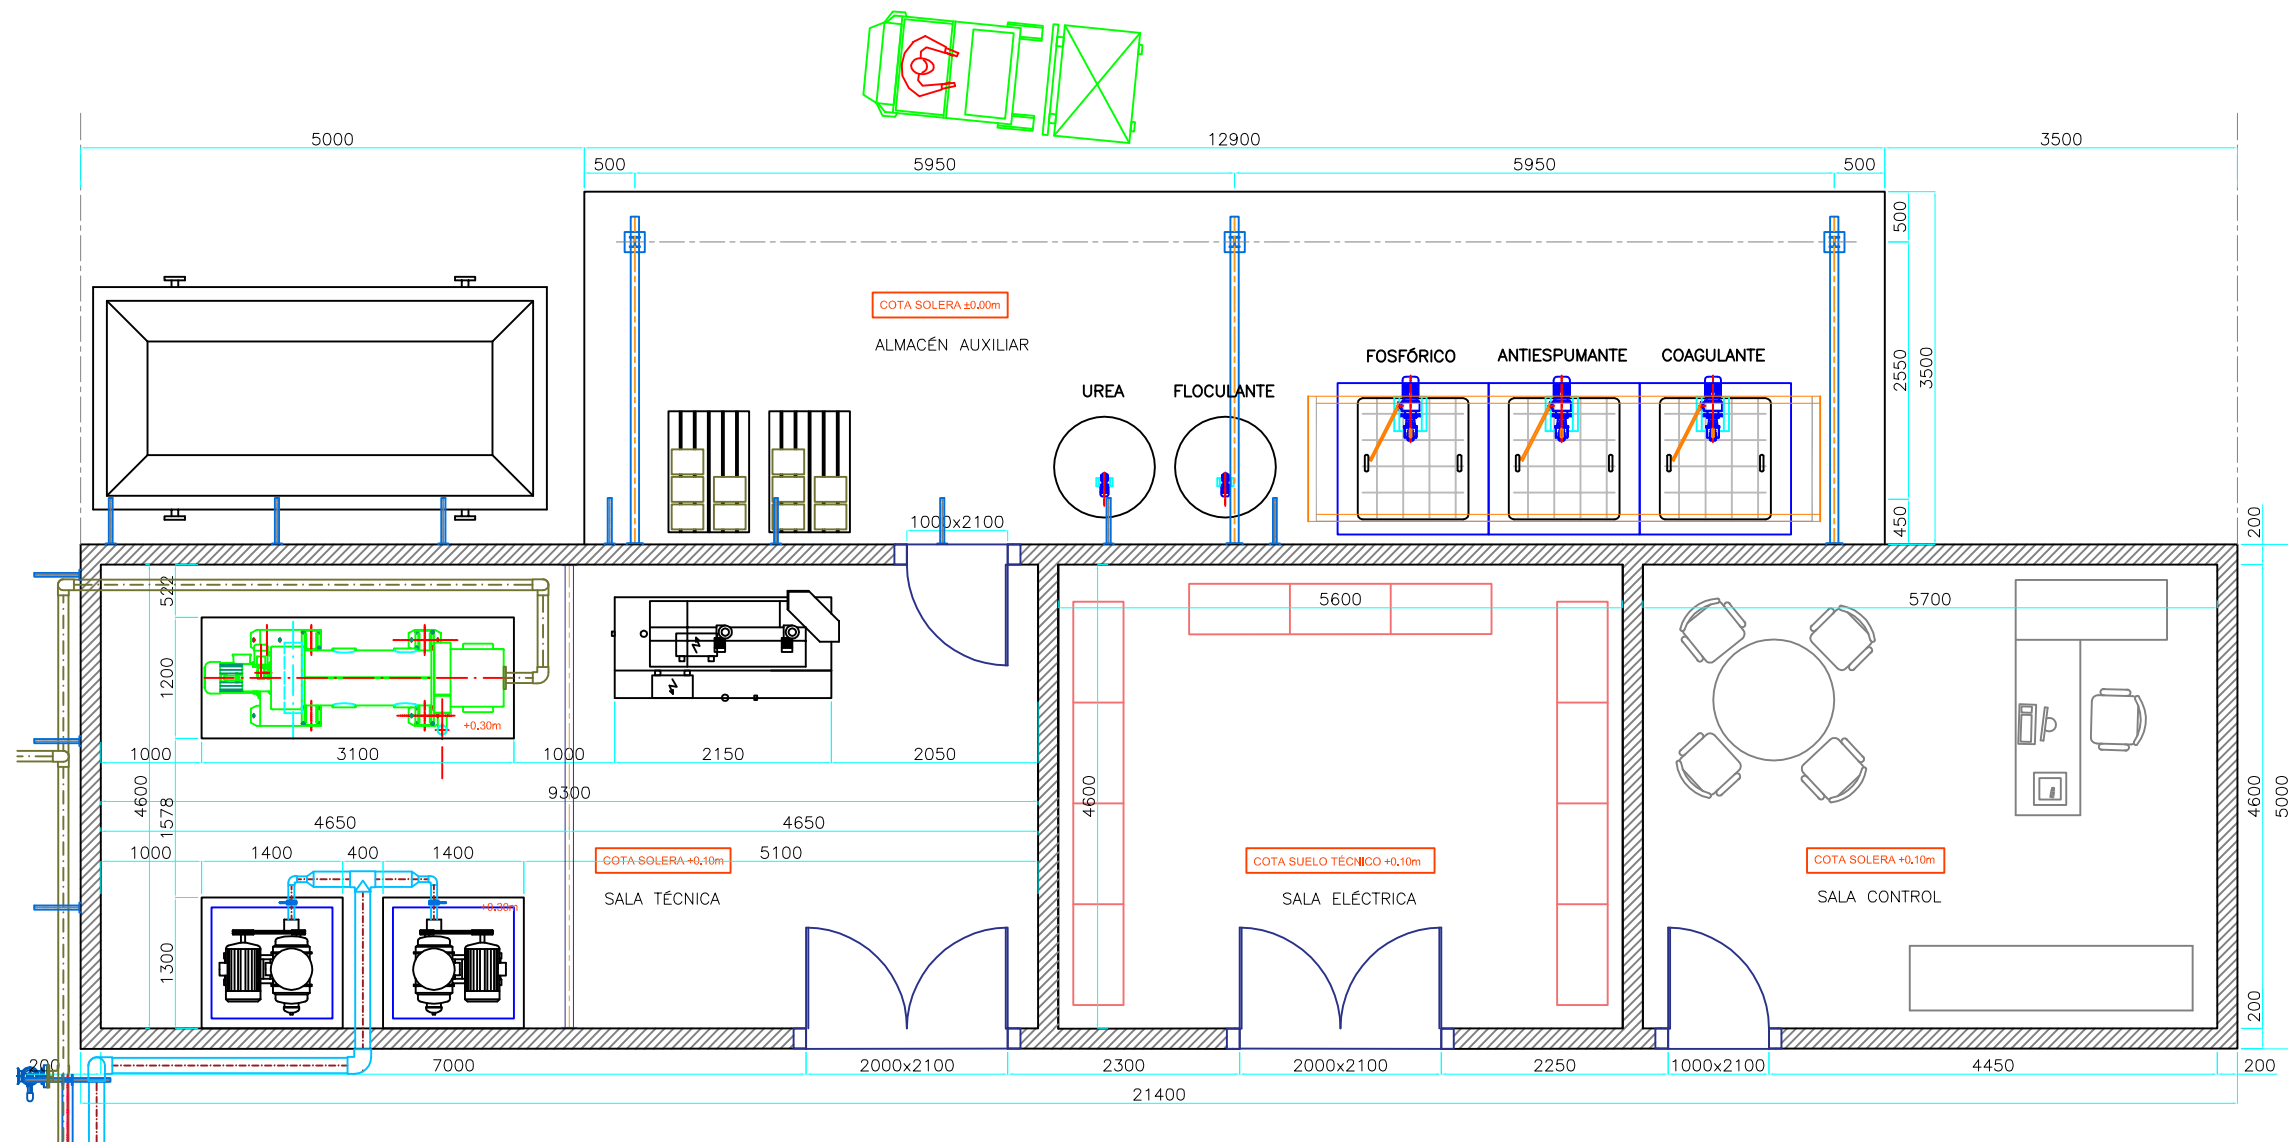 5000
12900
3500
500
5950
5950
500
500
2550
3500
450
200
COTA SOLERA ±0.00m
ALMACÉN AUXILIAR
FOSFÓRICO
ANTIESPUMANTE
COAGULANTE
UREA
FLOCULANTE
1000x2100
522
1200
+0.30m
5600
5700
1000
3100
1000
2150
2050
4600
9300
1578
4600
4600
5000
4650
4650
1000
1400
400
1400
5100
COTA SOLERA +0.10m
COTA SUELO TÉCNICO +0.10m
COTA SOLERA +0.10m
SALA TÉCNICA
SALA ELÉCTRICA
SALA CONTROL
+0.30m
1300
200
200
7000
2000x2100
2300
2000x2100
2250
1000x2100
4450
200
21400